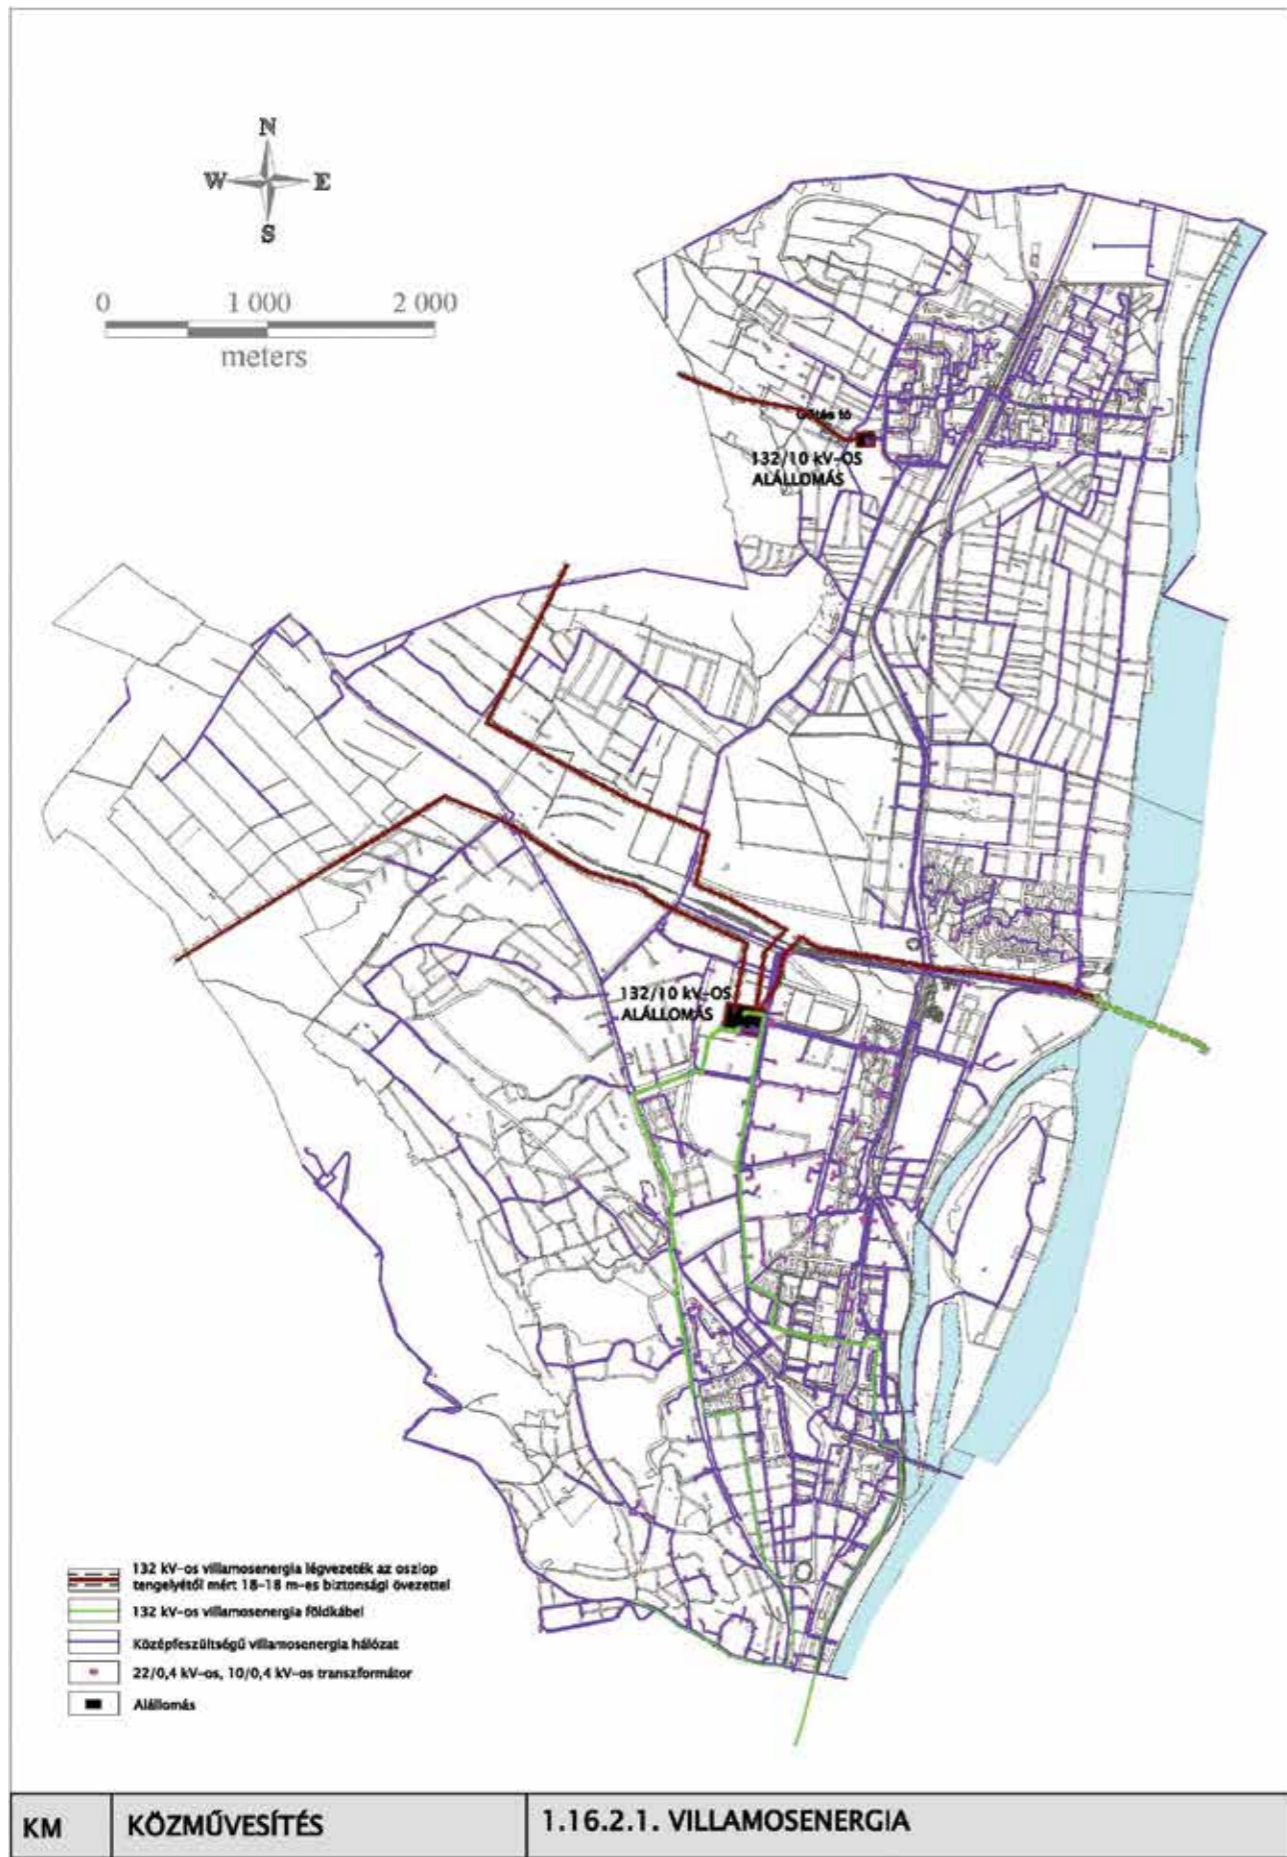 N
W E
S
0 1 000 2 000
meters
132/10 kV-OS
ALÁLLOMÁS
132/10 kV-OS
ALÁLLOMÁS
132 kV-os villamosenergia légvezeték az oszlop
tengelyétől mért 18-18 m-es biztonsági övezettel
132 kV-os villamosenergia földkábel
Középfeszültségű villamosenergia hálózat
22/0,4 kV-os, 10/0,4 kV-os transzformátor
Alállomás
KM KÖZMŰVESÍTÉS 1.16.2.1. VILLAMOSENERGIA